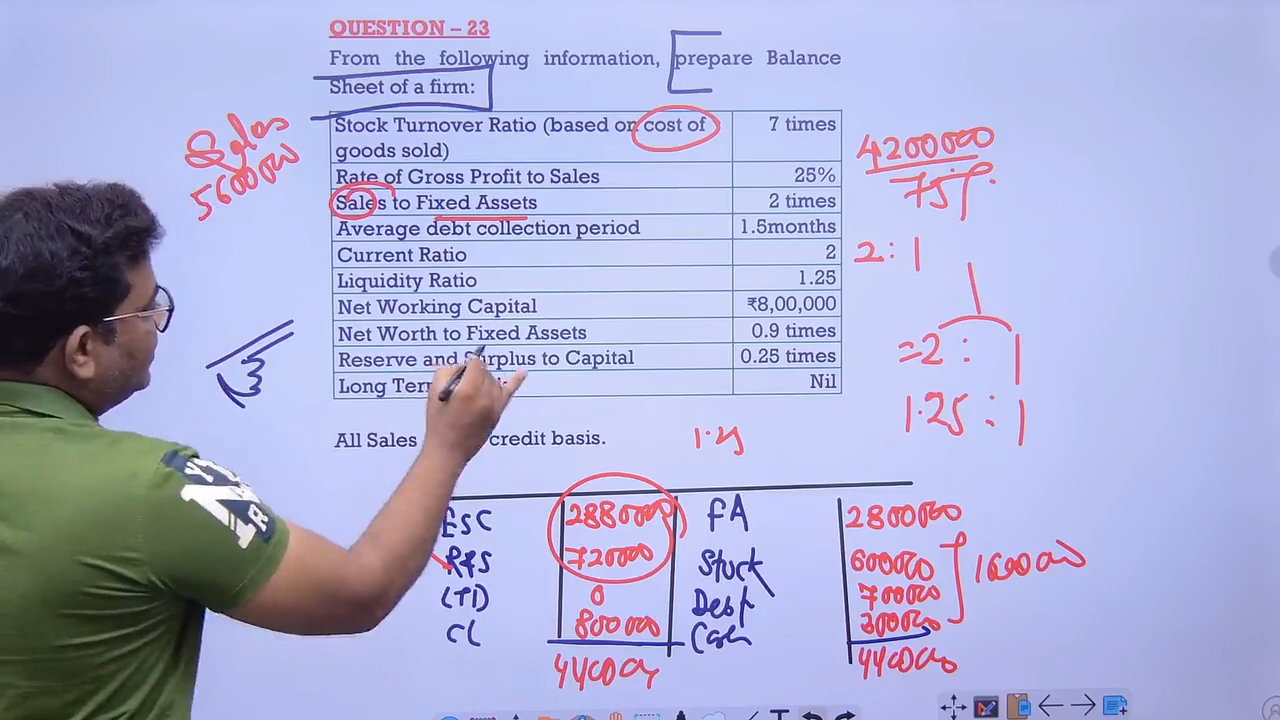 QUESTION – 23
From the following information, prepare Balance
Sheet of a firm:
Stock Turnover Ratio (based on cost of goods sold) 7 times
Rate of Gross Profit to Sales 25%
Sales to Fixed Assets 2 times
Average debt collection period 1.5months
Current Ratio 2
Liquidity Ratio 1.25
Net Working Capital ₹8,00,000
Net Worth to Fixed Assets 0.9 times
Reserve and Surplus to Capital 0.25 times
Long Ter Nil
All Sales credit basis.
Sales
5600000
4200000
75%
2 : 1
=2 : 1
1.25 : 1
1.25
ESC 2880000 FA 2800000
R&S 720000 Stock 600000
LTD 0 Debt 700000
CL 800000 Cash 300000
1600000
4400000 4400000